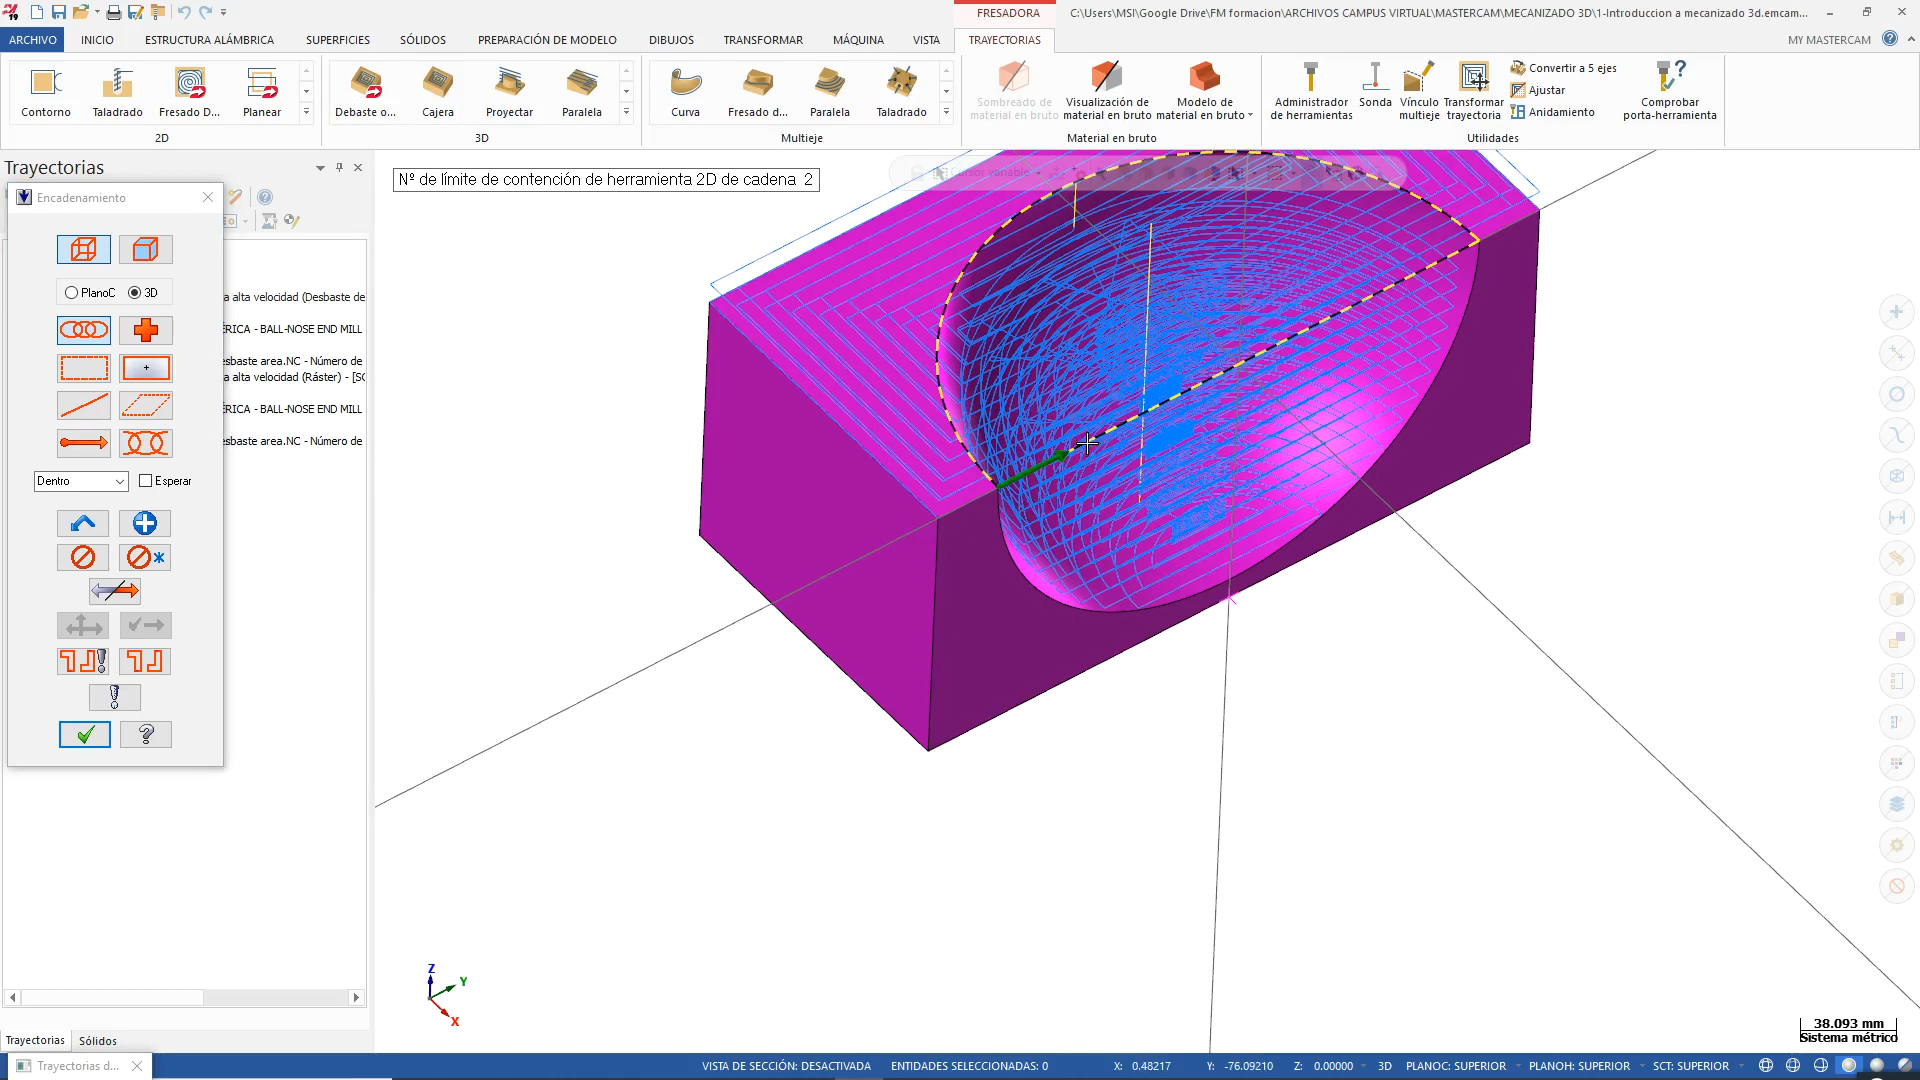 FRESADORA
C:\Users\MSI\Google Drive\FM formacion\ARCHIVOS CAMPUS VIRTUAL\MASTERCAM\MECANIZADO 3D\1-Introduccion a mecanizado 3d.emcam...
ARCHIVO INICIO ESTRUCTURA ALÁMBRICA SUPERFICIES SÓLIDOS PREPARACIÓN DE MODELO DIBUJOS TRANSFORMAR MÁQUINA VISTA TRAYECTORIAS MY MASTERCAM
Contorno Taladrado Fresado D... Planear
2D
Debaste o... Cajera Proyectar Paralela
3D
Curva Fresado d... Paralela Taladrado
Multieje
Sombreado de
material en bruto
Visualización de
material en bruto
Modelo de
material en bruto
Material en bruto
Administrador
de herramientas
Sonda
Vínculo
multieje
Transformar
trayectoria
Convertir a 5 ejes
Ajustar
Anidamiento
Utilidades
Comprobar
porta-herramienta
Trayectorias
Encadenamiento
PlanoC 3D
Dentro
Esperar
a alta velocidad (Desbaste de
ÉRICA - BALL-NOSE END MILL
esbaste area.NC - Número de
a alta velocidad (Ráster) - [SC
ÉRICA - BALL-NOSE END MILL
esbaste area.NC - Número de
Nº de límite de contención de herramienta 2D de cadena 2
Cursor variable
Z
Y
X
38.093 mm
Sistema métrico
Trayectorias Sólidos
Trayectorias d...
VISTA DE SECCIÓN: DESACTIVADA ENTIDADES SELECCIONADAS: 0 X: 0.48217 Y: -76.09210 Z: 0.00000 3D PLANOC: SUPERIOR PLANOH: SUPERIOR SCT: SUPERIOR